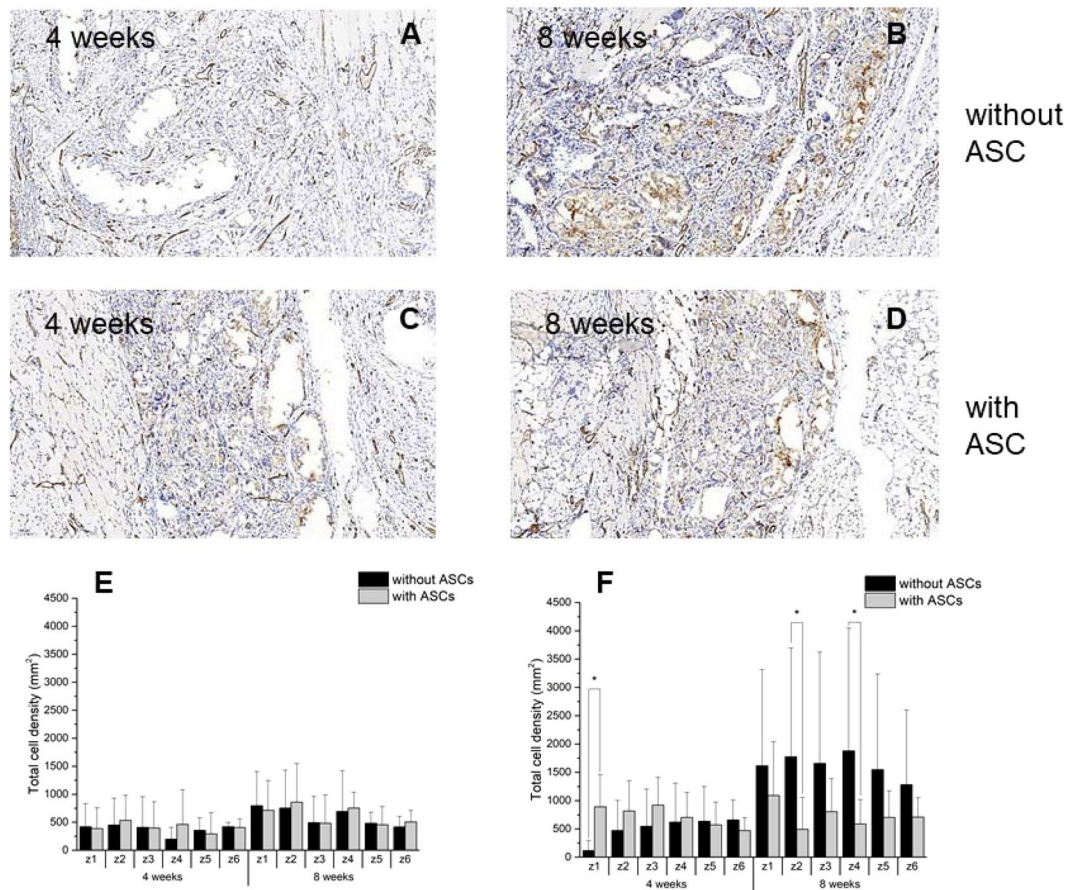 4 weeks
A
8 weeks
B
without
ASC
4 weeks
C
8 weeks
D
with
ASC
E
without ASCs
with ASCs
Total cell density (mm²)
4500
4000
3500
3000
2500
2000
1500
1000
500
0
z1 z2 z3 z4 z5 z6 z1 z2 z3 z4 z5 z6
4 weeks 8 weeks
F
without ASCs
with ASCs
Total cell density (mm²)
4500
4000
3500
3000
2500
2000
1500
1000
500
0
* * *
z1 z2 z3 z4 z5 z6 z1 z2 z3 z4 z5 z6
4 weeks 8 weeks